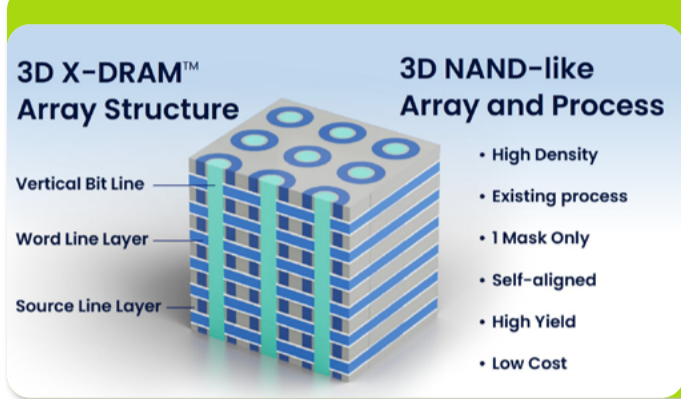 3D X-DRAM™
Array Structure
Vertical Bit Line
Word Line Layer
Source Line Layer
3D NAND-like
Array and Process
• High Density
• Existing process
• 1 Mask Only
• Self-aligned
• High Yield
• Low Cost